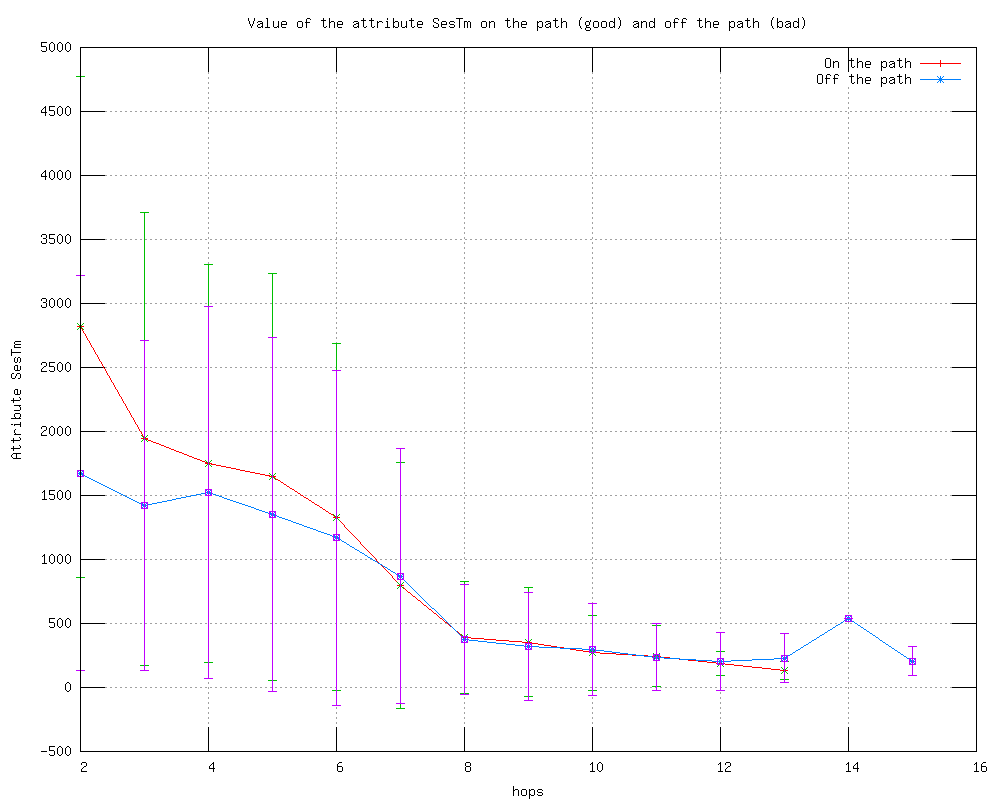 Value of the attribute SesTm on the path (good) and off the path (bad)
On the path
Off the path
5000
4500
4000
3500
3000
2500
2000
1500
1000
500
0
-500
Attribute SesTm
2 4 6 8 10 12 14 16
hops